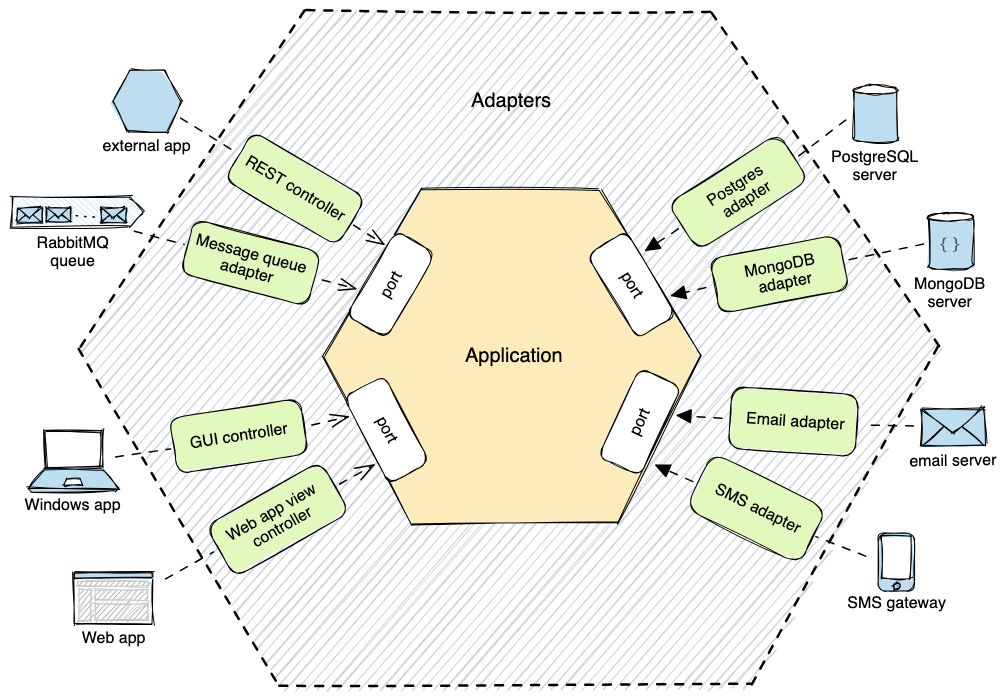 Adapters
external app
REST controller
RabbitMQ
queue
Message queue
adapter
port
GUI controller
Windows app
Web app view
controller
Web app
port
Application
Postgres
adapter
PostgreSQL
server
MongoDB
adapter
{ }
MongoDB
server
port
Email adapter
email server
SMS adapter
SMS gateway
port